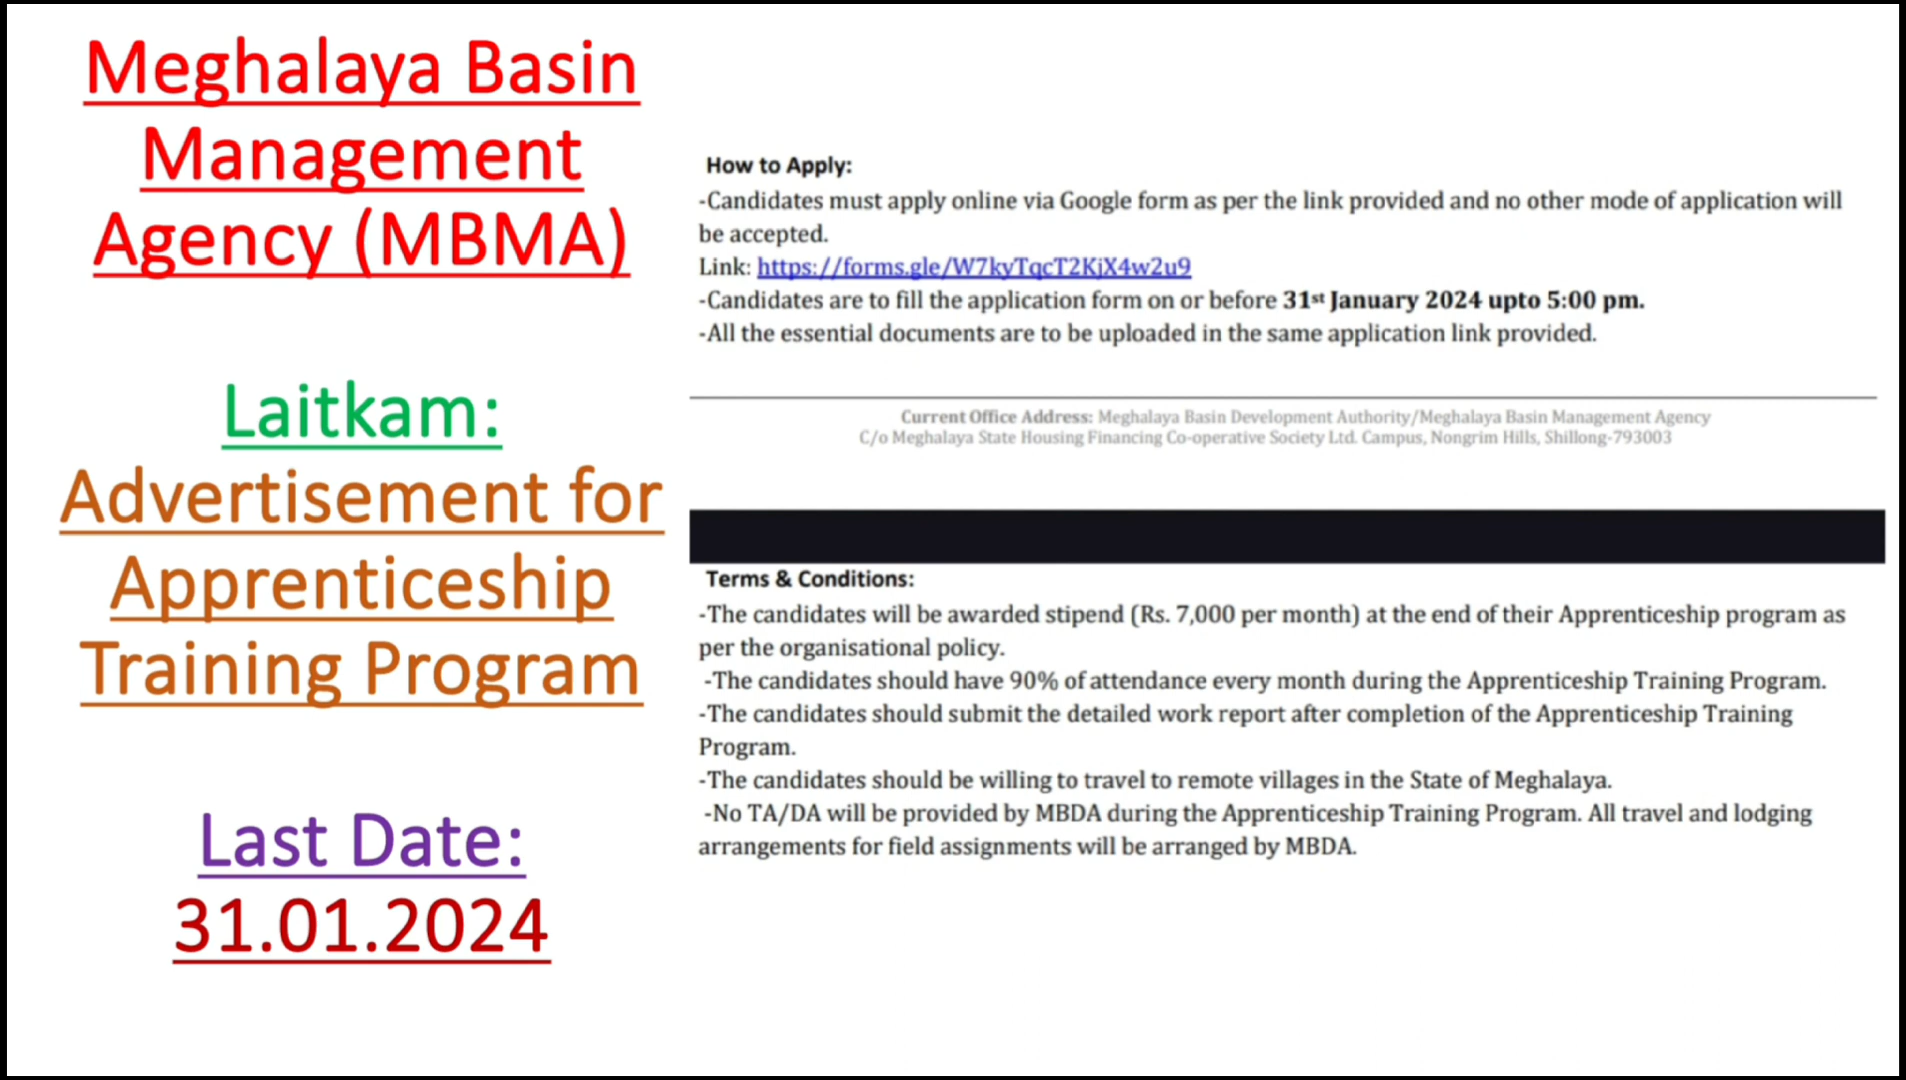 Meghalaya Basin
Management
Agency (MBMA)
Laitkam:
Advertisement for
Apprenticeship
Training Program
Last Date:
31.01.2024
How to Apply:
-Candidates must apply online via Google form as per the link provided and no other mode of application will
be accepted.
Link: https://forms.gle/W7kyTqcT2KjX4w2u9
-Candidates are to fill the application form on or before 31st January 2024 upto 5:00 pm.
-All the essential documents are to be uploaded in the same application link provided.
Current Office Address: Meghalaya Basin Development Authority/Meghalaya Basin Management Agency
C/o Meghalaya State Housing Financing Co-operative Society Ltd. Campus, Nongrim Hills, Shillong-793003
Terms & Conditions:
-The candidates will be awarded stipend (Rs. 7,000 per month) at the end of their Apprenticeship program as
per the organisational policy.
-The candidates should have 90% of attendance every month during the Apprenticeship Training Program.
-The candidates should submit the detailed work report after completion of the Apprenticeship Training
Program.
-The candidates should be willing to travel to remote villages in the State of Meghalaya.
-No TA/DA will be provided by MBDA during the Apprenticeship Training Program. All travel and lodging
arrangements for field assignments will be arranged by MBDA.